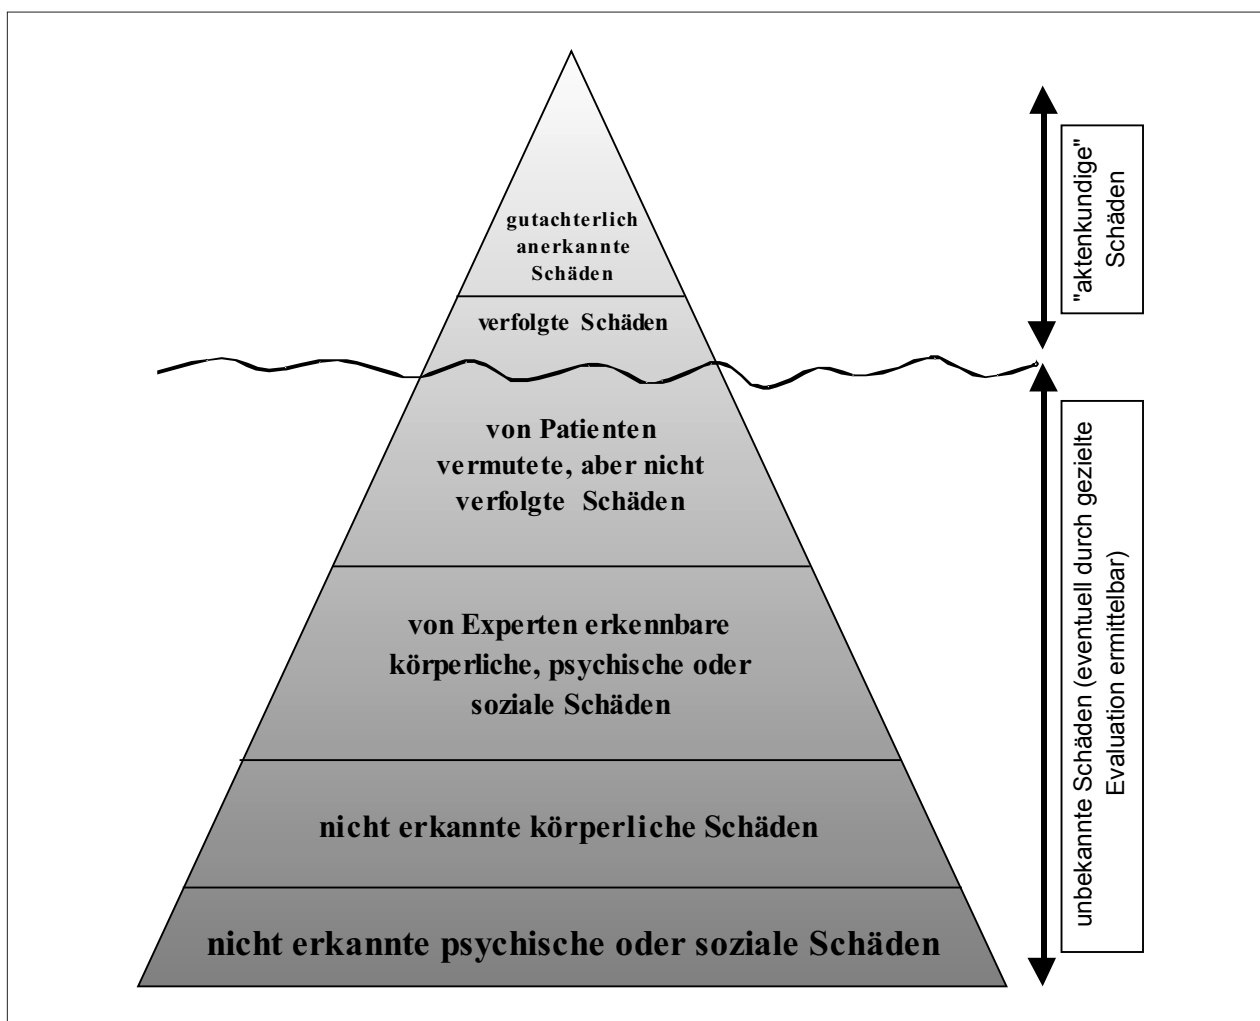 gutachterlich
anerkannte
Schäden
verfolgte Schäden
von Patienten
vermutete, aber nicht
verfolgte Schäden
von Experten erkennbare
körperliche, psychische oder
soziale Schäden
nicht erkannte körperliche Schäden
nicht erkannte psychische oder soziale Schäden
"aktenkundige"
Schäden
unbekannte Schäden (eventuell durch gezielte
Evaluation ermittelbar)